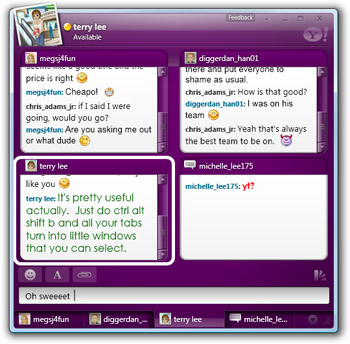 Feedback
terry lee
Available
Y!
megsj4fun
price is right
megsj4fun: Cheapo!
chris_adams_jr: if I said I were
going, would you go?
megsj4fun: Are you asking me out
or what dude
diggerdan_han01
there and put everyone to
shame as usual.
chris_adams_jr: How is that good?
diggerdan_han01: I was on his
team
chris_adams_jr: Yeah that's always
the best team to be on.
terry lee
like you
terry lee: It's pretty useful
actually. Just do ctrl alt
shift b and all your tabs
turn into little windows
that you can select.
michelle_lee175
michelle_lee175: yt?
A
Oh sweeeet
megsj4fun
diggerdan_...
terry lee
michelle_le...